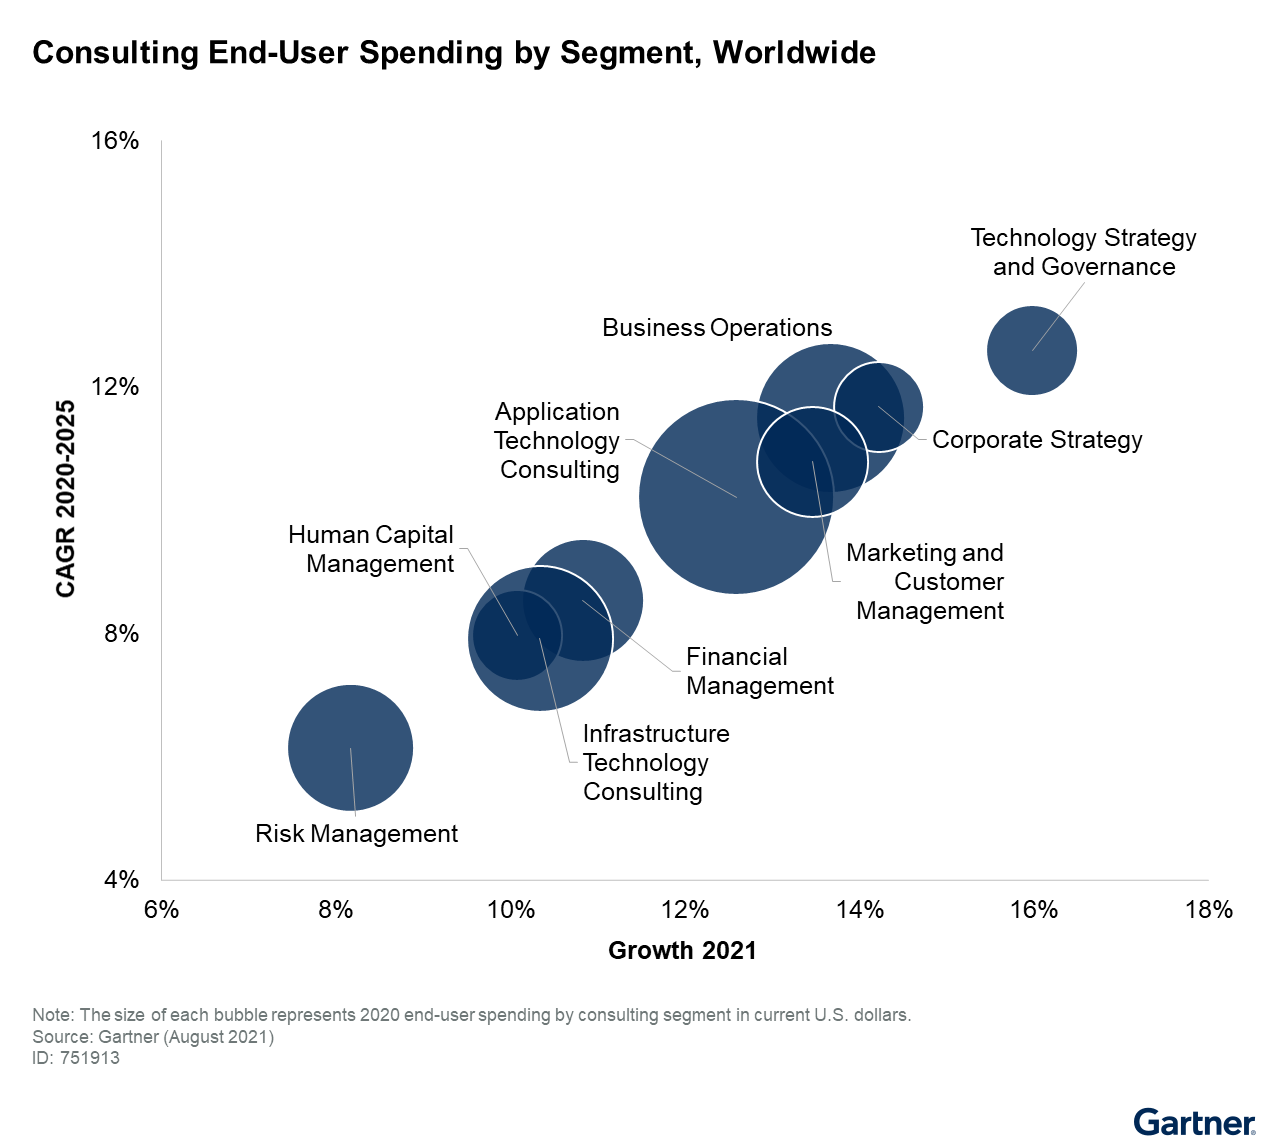 Consulting End-User Spending by Segment, Worldwide
16%
Technology Strategy
and Governance
Business Operations
12%
Application
Technology
Consulting
Corporate Strategy
CAGR 2020-2025
Human Capital
Management
Marketing and
Customer
Management
8%
Financial
Management
Infrastructure
Technology
Consulting
Risk Management
4%
6%
8%
10%
12%
14%
16%
18%
Growth 2021
Note: The size of each bubble represents 2020 end-user spending by consulting segment in current U.S. dollars.
Source: Gartner (August 2021)
ID: 751913
Gartner®